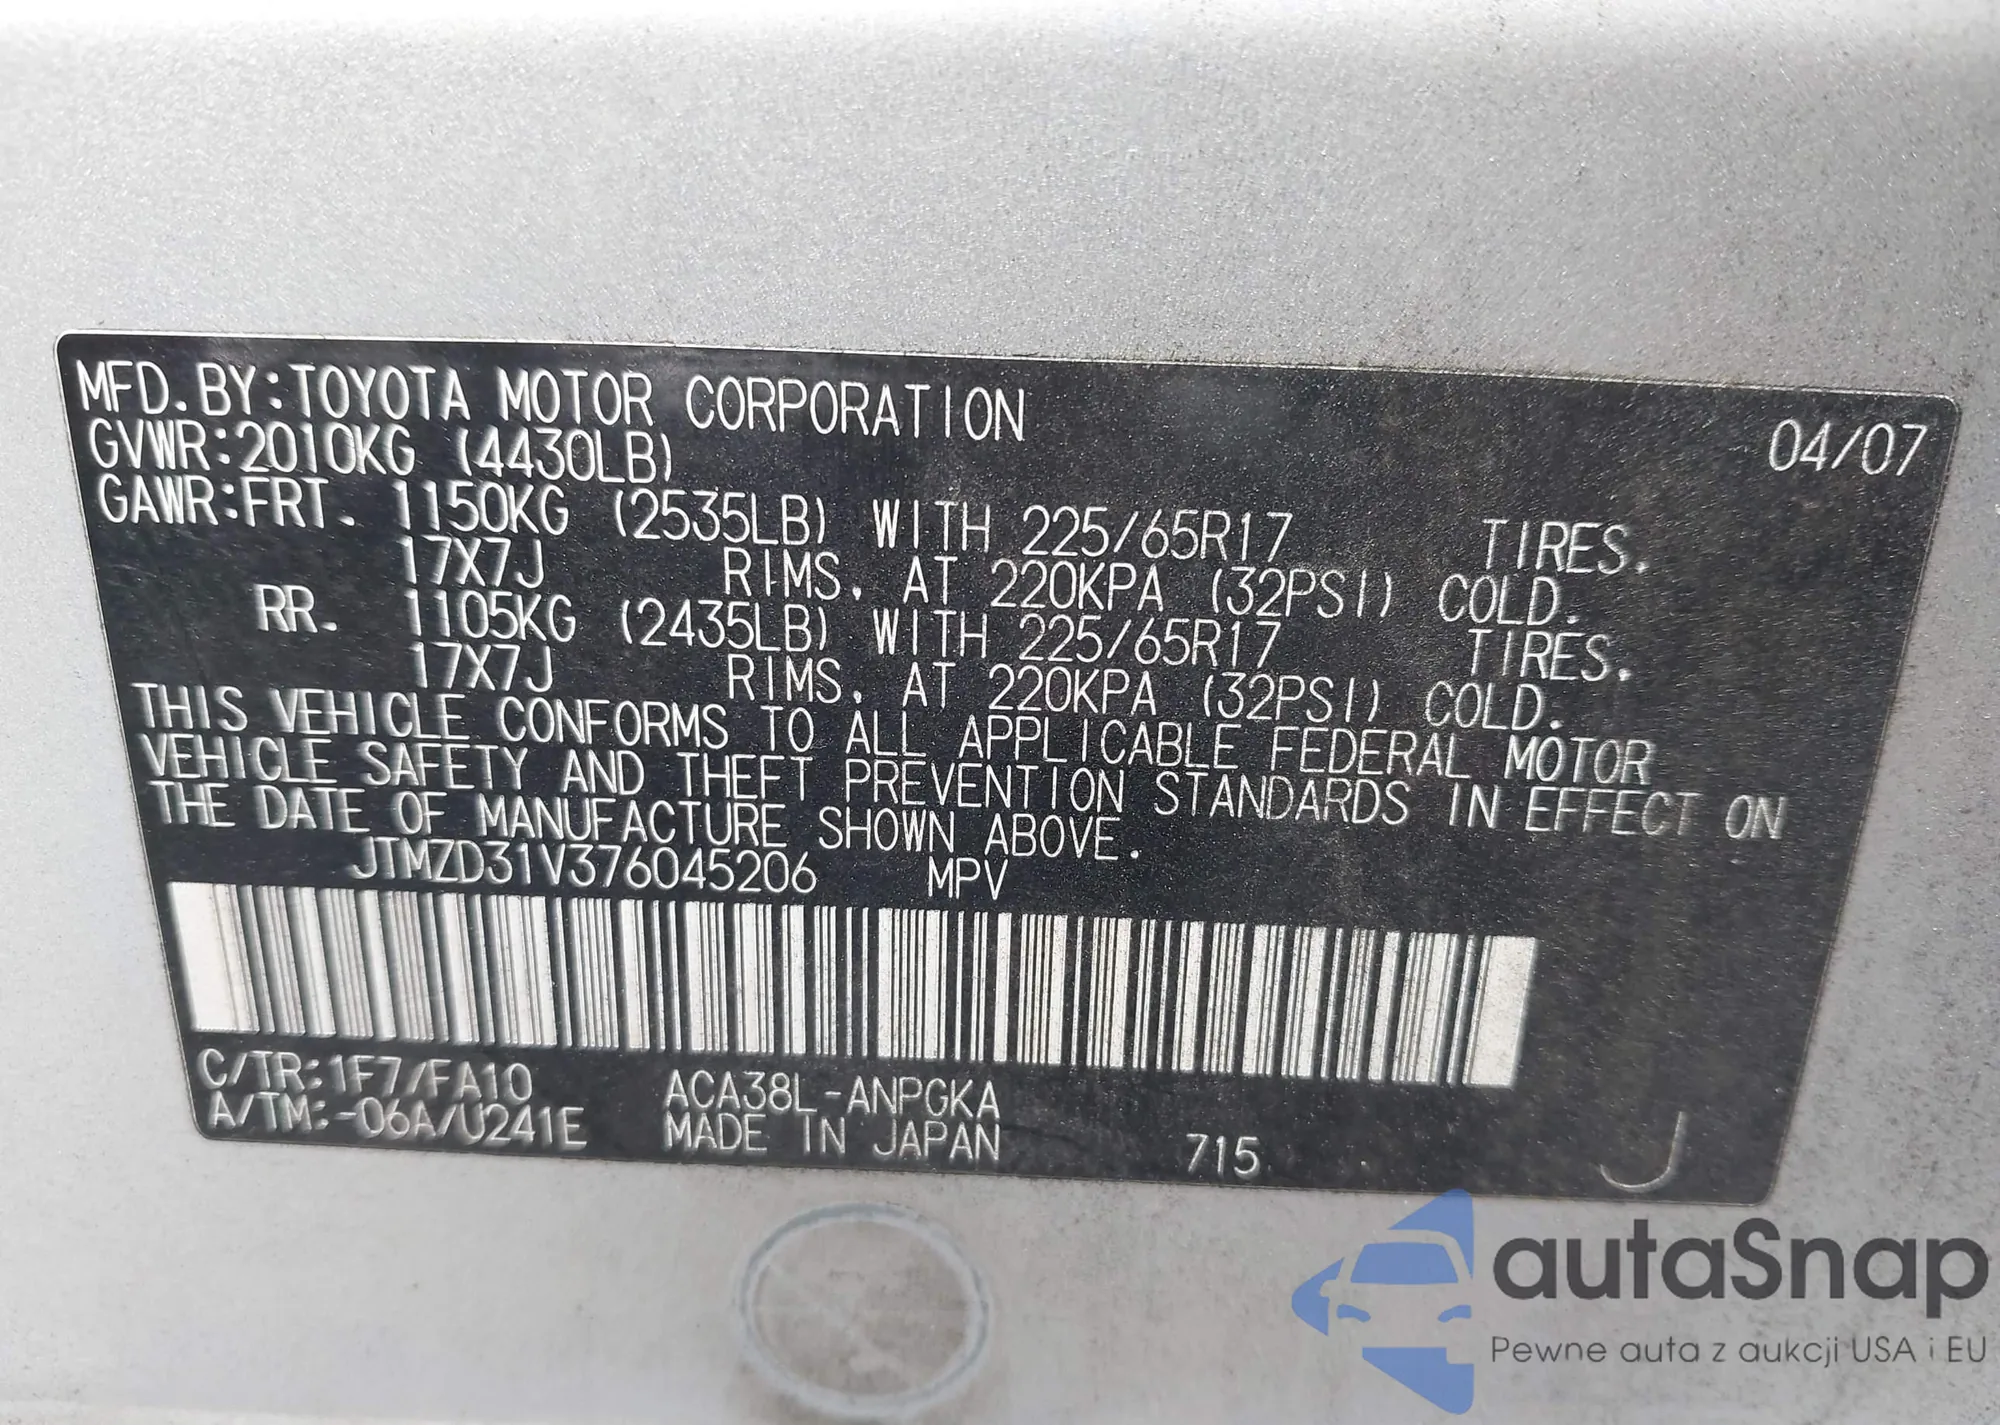 MFD. BY:TOYOTA MOTOR CORPORATION 04/07
GVWR:2010KG (4430LB)
GAWR:FRT. 1150KG (2535LB) WITH 225/65R17 TIRES.
17X7J RIMS, AT 220KPA (32PSI) COLD.
RR. 1105KG (2435LB) WITH 225/65R17 TIRES.
17X7J RIMS, AT 220KPA (32PSI) COLD.
THIS VEHICLE CONFORMS TO ALL APPLICABLE FEDERAL MOTOR
VEHICLE SAFETY AND THEFT PREVENTION STANDARDS IN EFFECT ON
THE DATE OF MANUFACTURE SHOWN ABOVE.
JTMZD31V376045206 MPV
C/TR:1F7/FA10 ACA38L-ANPGKA
A/TM:-06A/U241E MADE IN JAPAN 715 J
autaSnap
Pewne auta z aukcji USA i EU